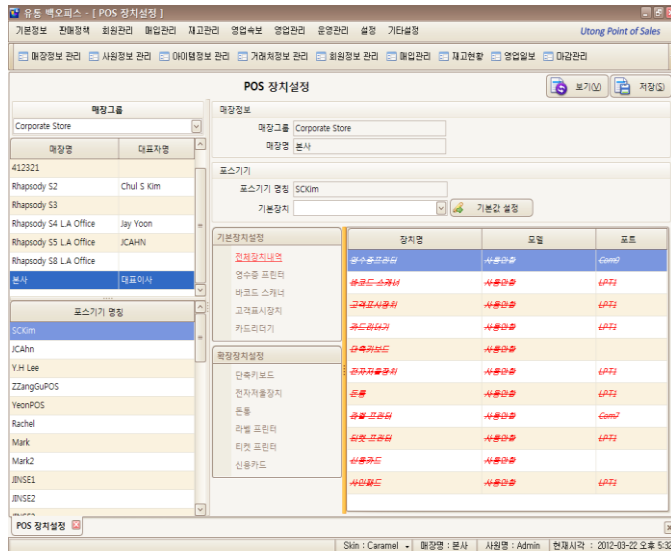 유통 백오피스 - [ POS 장치설정 ]
기본정보 판매정책 회원관리 매입관리 재고관리 영업속보 영업관리 운영관리 설정 기타설정 Utong Point of Sales
매장정보 관리 사원정보 관리 아이템정보 관리 거래처정보 관리 회원정보 관리 매입관리 재고현황 영업일보 마감관리
POS 장치설정 보기(V) 저장(S)
매장그룹
Corporate Store
매장명 대표자명
412321
Rhapsody S2 Chul S Kim
Rhapsody S3
Rhapsody S4 L.A Office Jay Yoon
Rhapsody S5 L.A Office JCAHN
Rhapsody S8 L.A Office
본사 대표이사
포스기기 명칭
SCKim
JCAhn
Y.H Lee
ZZangGuPOS
YeonPOS
Rachel
Mark
Mark2
JINSE1
JINSE2
매장정보
매장그룹 Corporate Store
매장명 본사
포스기기
포스기기 명칭 SCKim
기본장치 기본값 설정
기본장치설정
전체장치내역
영수증 프린터
바코드 스캐너
고객표시장치
카드리더기
확장장치설정
단축키보드
전자저울장치
돈통
라벨 프린터
티켓 프린터
신용카드
장치명 모델 포트
영수증프린터 사용안함 Com0
바코드 스캐너 사용안함 LPT1
고객표시장치 사용안함 LPT1
카드리더기 사용안함 LPT1
단축키보드 사용안함
전자저울장치 사용안함 LPT1
돈통 사용안함 LPT1
라벨 프린터 사용안함 Com7
티켓 프린터 사용안함 LPT1
신용카드 사용안함
사인패드 사용안함 LPT1
POS 장치설정
Skin : Caramel 매장명 : 본사 사원명 : Admin 현재시각 : 2012-03-22 오후 5:32